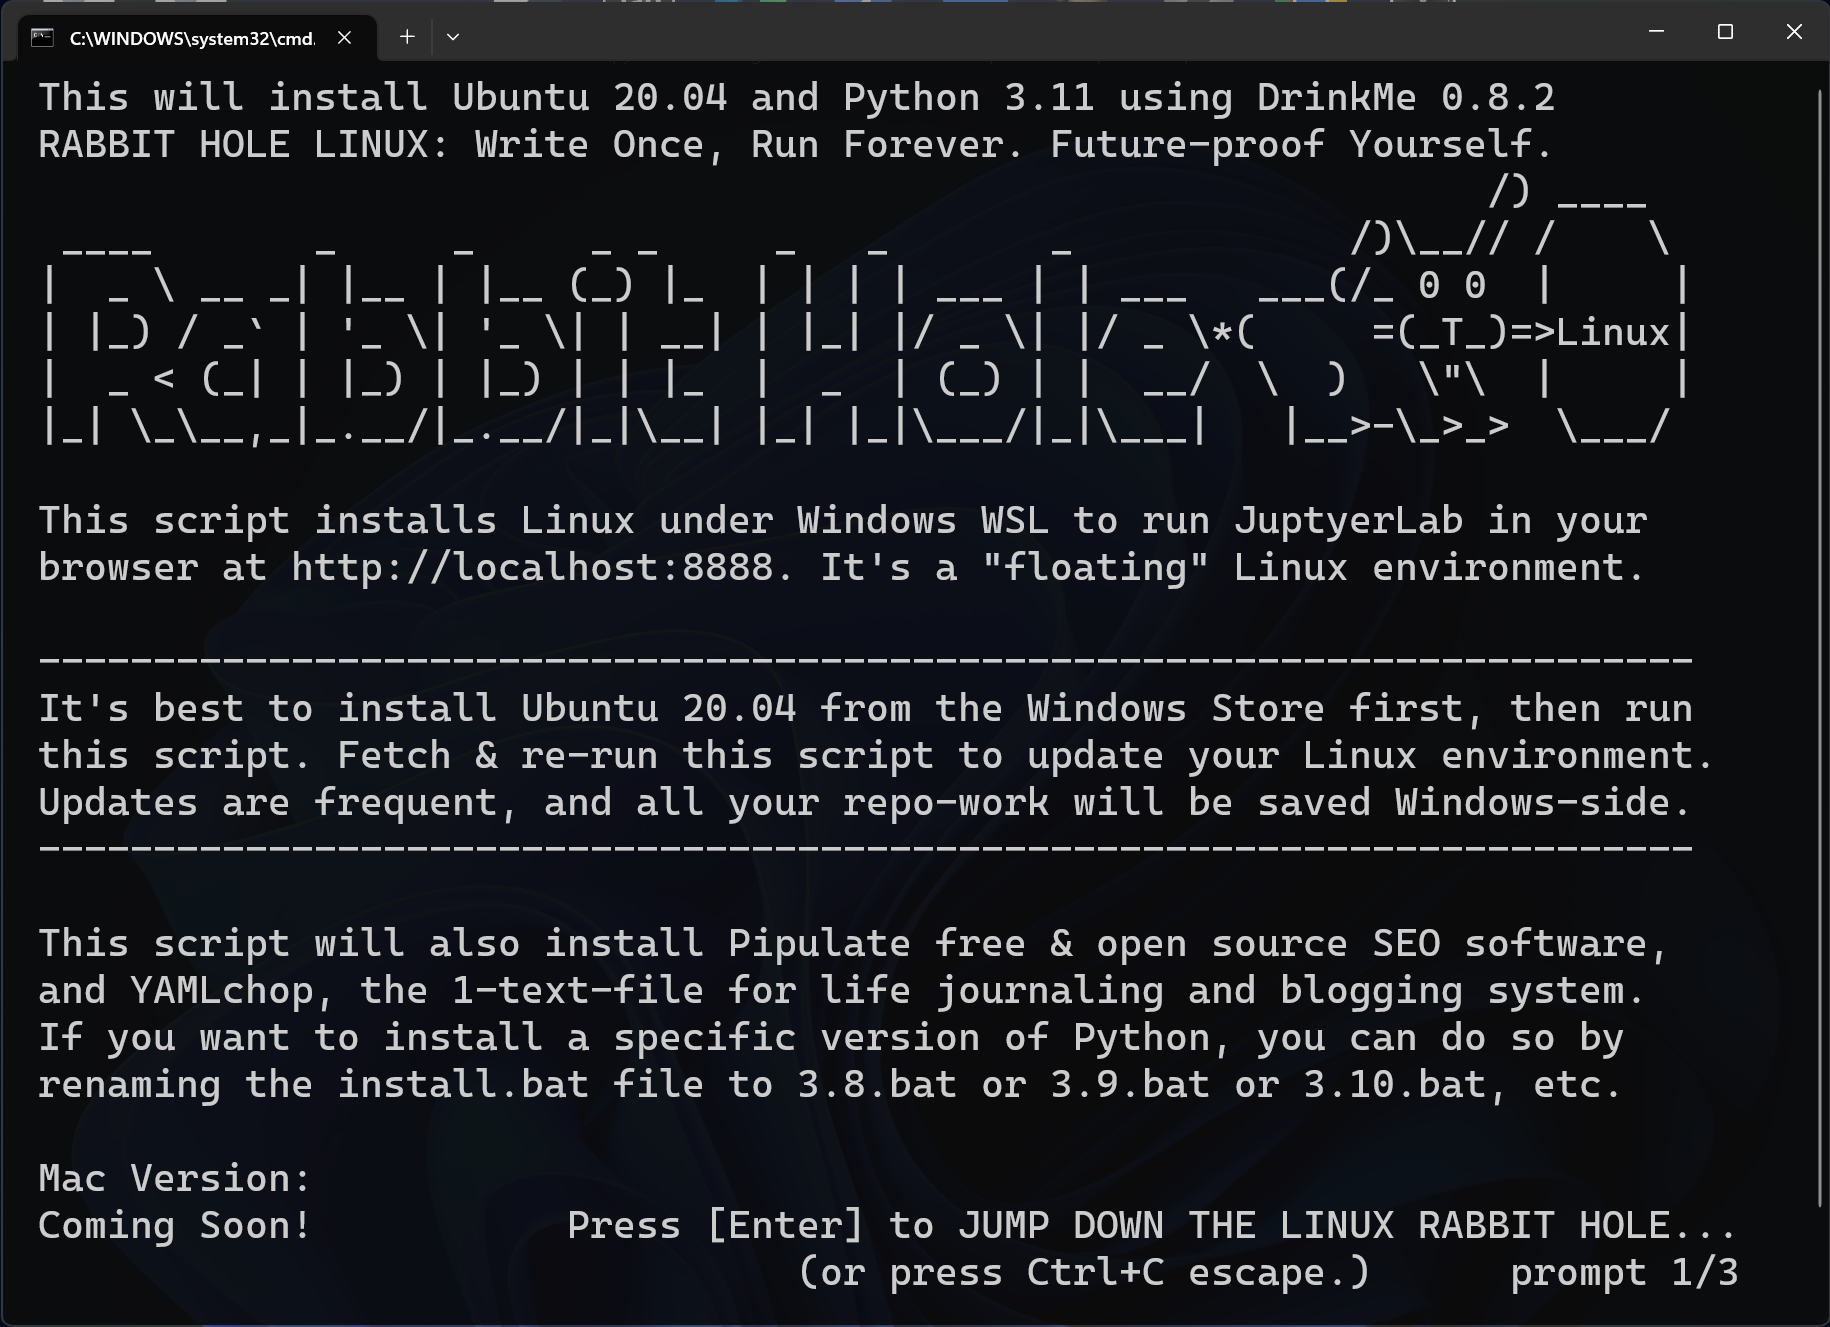 C:\WINDOWS\system32\cmd.
This will install Ubuntu 20.04 and Python 3.11 using DrinkMe 0.8.2
RABBIT HOLE LINUX: Write Once, Run Forever. Future-proof Yourself.
                                                               /) ____
 ____       _     _     _ _     _   _       _            /)\__// /    \
|  _ \ __ _| |__ | |__ (_) |_  | | | | ___ | | ___   ___(/_ 0 0  |     |
| |_) / _` | '_ \| '_ \| | __| | |_| |/ _ \| |/ _ \*(     =(_T_)=>Linux|
|  _ < (_| | |_) | |_) | | |_  |  _  | (_) | |  __/  \  )   \"\  |     |
|_| \_\__,_|_.__/|_.__/|_|\__| |_| |_|\___/|_|\___|   |__>-\_>_>  \___/
This script installs Linux under Windows WSL to run JuptyerLab in your
browser at http://localhost:8888. It's a "floating" Linux environment.
------------------------------------------------------------------------
It's best to install Ubuntu 20.04 from the Windows Store first, then run
this script. Fetch & re-run this script to update your Linux environment.
Updates are frequent, and all your repo-work will be saved Windows-side.
------------------------------------------------------------------------
This script will also install Pipulate free & open source SEO software,
and YAMLchop, the 1-text-file for life journaling and blogging system.
If you want to install a specific version of Python, you can do so by
renaming the install.bat file to 3.8.bat or 3.9.bat or 3.10.bat, etc.
Mac Version:
Coming Soon!           Press [Enter] to JUMP DOWN THE LINUX RABBIT HOLE...
(or press Ctrl+C escape.)      prompt 1/3